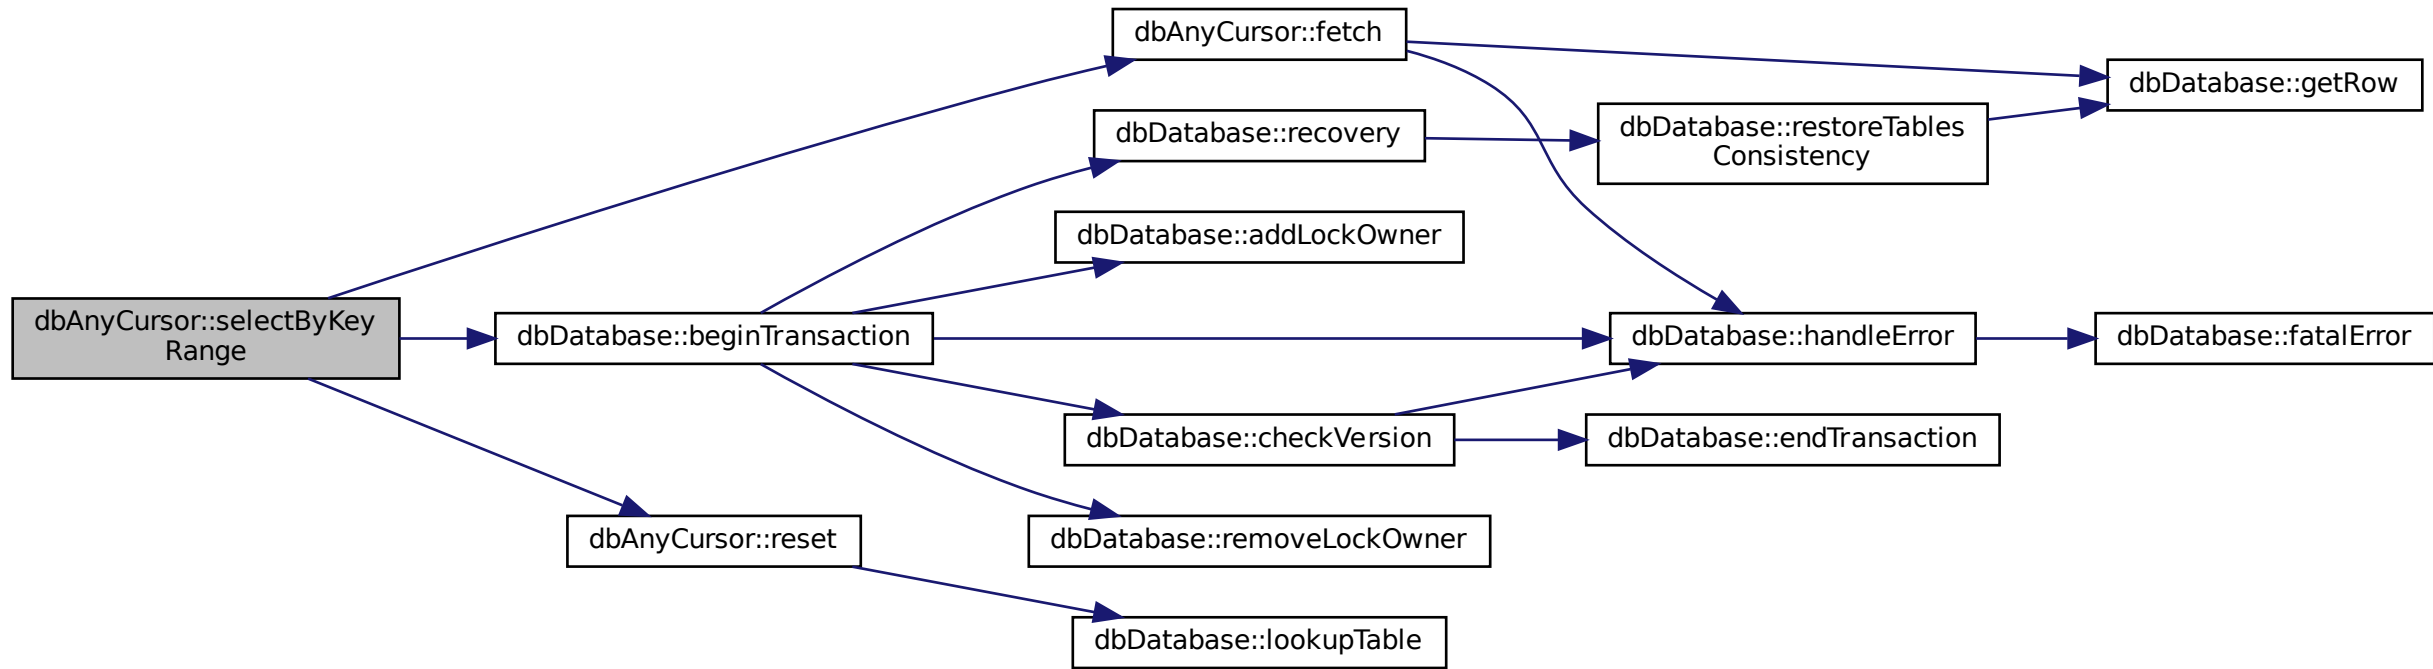 dbAnyCursor::fetch
dbDatabase::getRow
dbDatabase::recovery
dbDatabase::restoreTables
Consistency
dbDatabase::addLockOwner
dbAnyCursor::selectByKey
Range
dbDatabase::beginTransaction
dbDatabase::handleError
dbDatabase::fatalError
dbDatabase::checkVersion
dbDatabase::endTransaction
dbAnyCursor::reset
dbDatabase::removeLockOwner
dbDatabase::lookupTable